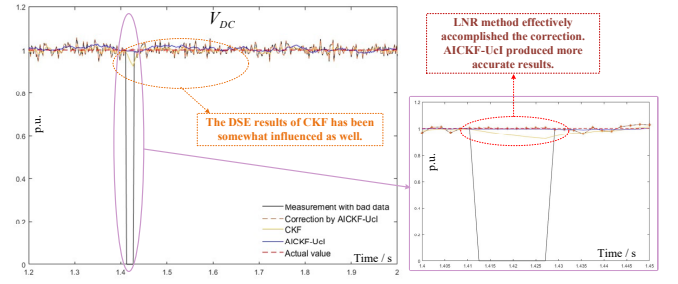 V_DC
1.2
1
0.8
p.u.
0.6
0.4
0.2
0
1.2
1.3
1.4
1.5
1.6
1.7
1.8
1.9
2
Time / s
The DSE results of CKF has been
somewhat influenced as well.
Measurement with bad data
Correction by AICKF-UcI
CKF
AICKF-UcI
Actual value
LNR method effectively
accomplished the correction.
AICKF-UcI produced more
accurate results.
1.2
1
0.8
p.u.
0.6
0.4
0.2
0
1.4
1.405
1.41
1.415
1.42
1.425
1.43
1.435
1.44
1.445
1.45
Time / s